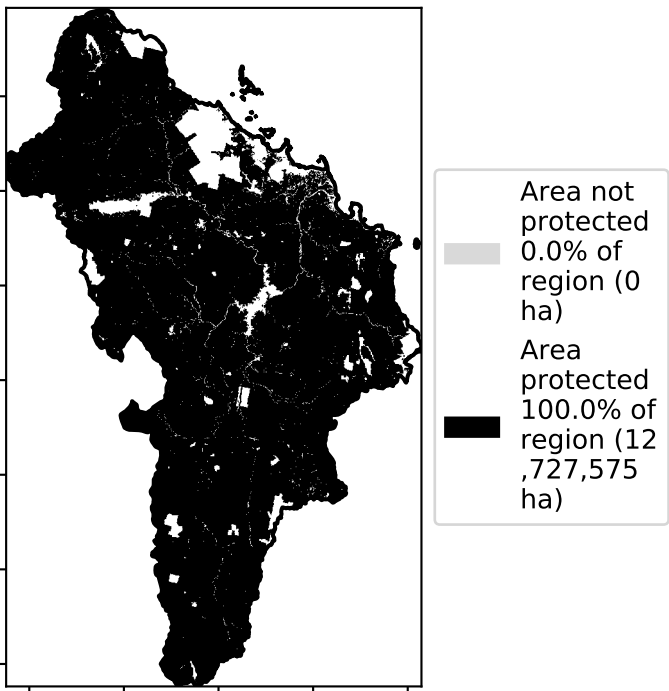 Area not
protected
0.0% of
region (0
ha)
Area
protected
100.0% of
region (12
,727,575
ha)